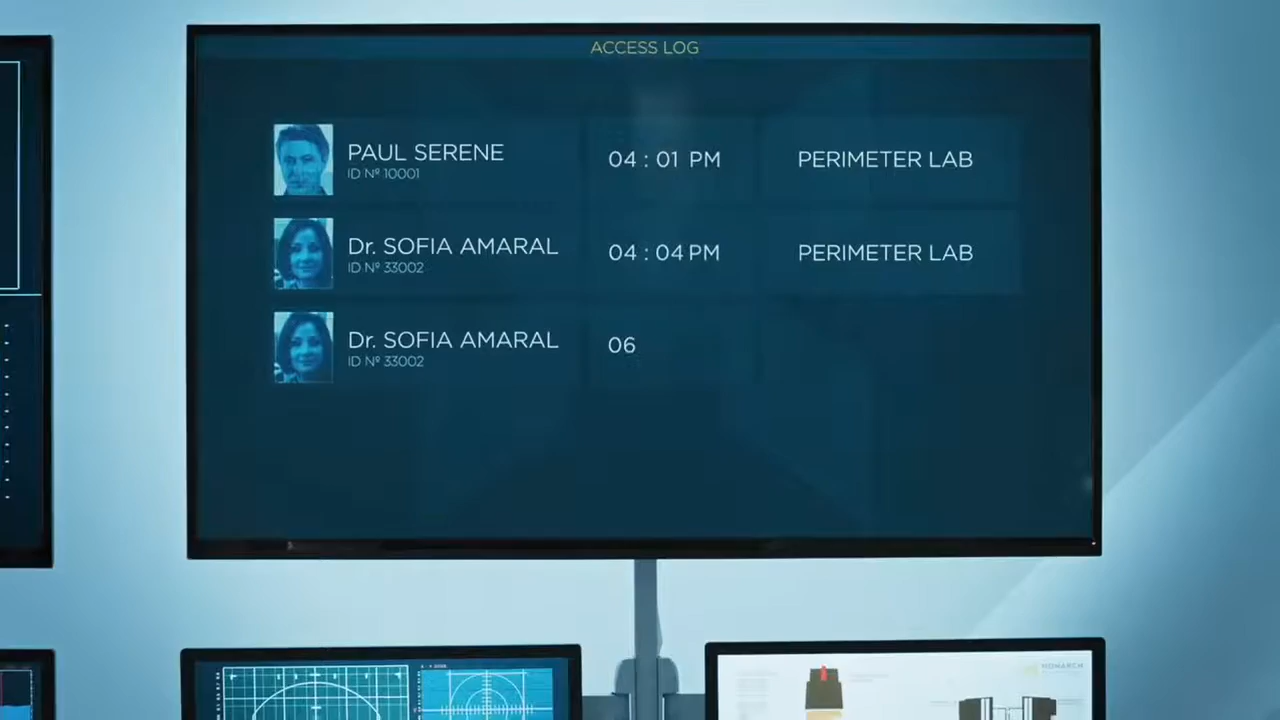 ACCESS LOG
PAUL SERENE
ID Nº 10001
04 : 01 PM
PERIMETER LAB
Dr. SOFIA AMARAL
ID Nº 33002
04 : 04 PM
PERIMETER LAB
Dr. SOFIA AMARAL
ID Nº 33002
06
MONARCH